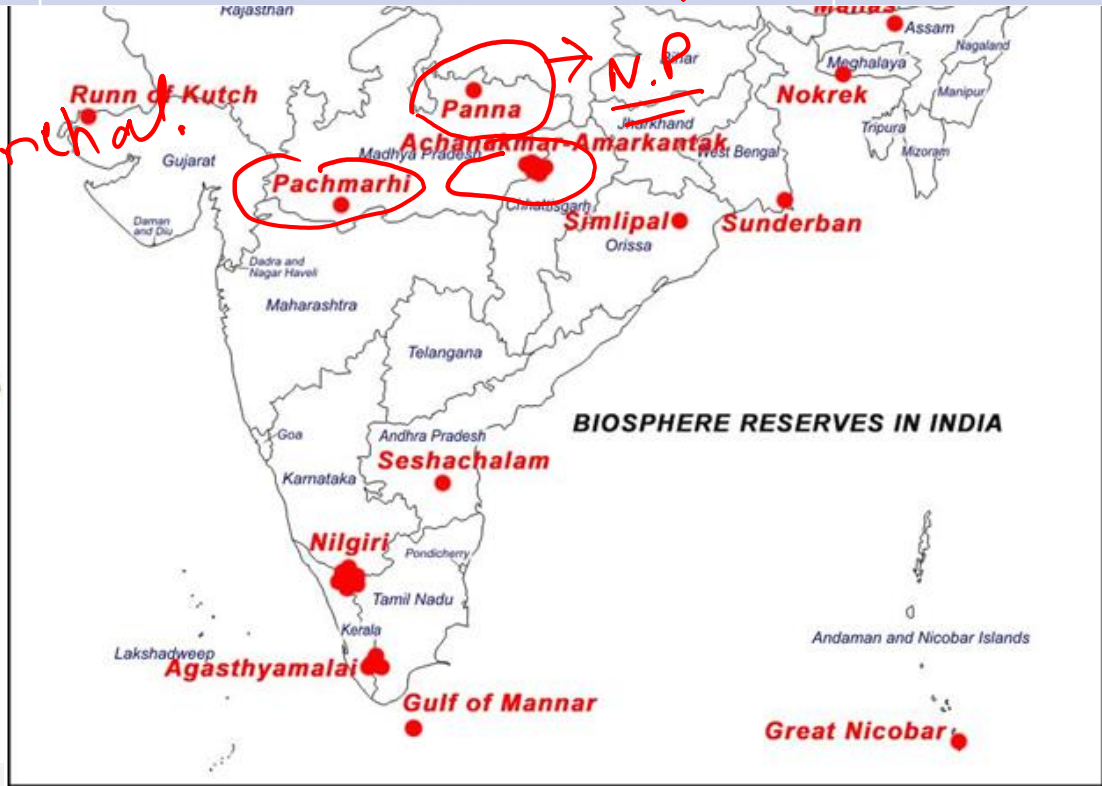 Rajasthan
Manas
Assam
Bihar
N.P
Nagaland
Meghalaya
Runn of Kutch
Panna
Nokrek
Manipur
Jharkhand
Achanakmar-Amarkantak
Madhya Pradesh
West Bengal
Tripura
Mizoram
Gujarat
Pachmarhi
Chhattisgarh
Simlipal
Sunderban
Daman
and Diu
Orissa
Dadra and
Nagar Haveli
Maharashtra
Telangana
BIOSPHERE RESERVES IN INDIA
Goa
Andhra Pradesh
Seshachalam
Karnataka
Nilgiri
Pondicherry
Tamil Nadu
Kerala
Andaman and Nicobar Islands
Lakshadweep
Agasthyamalai
Gulf of Mannar
Great Nicobar